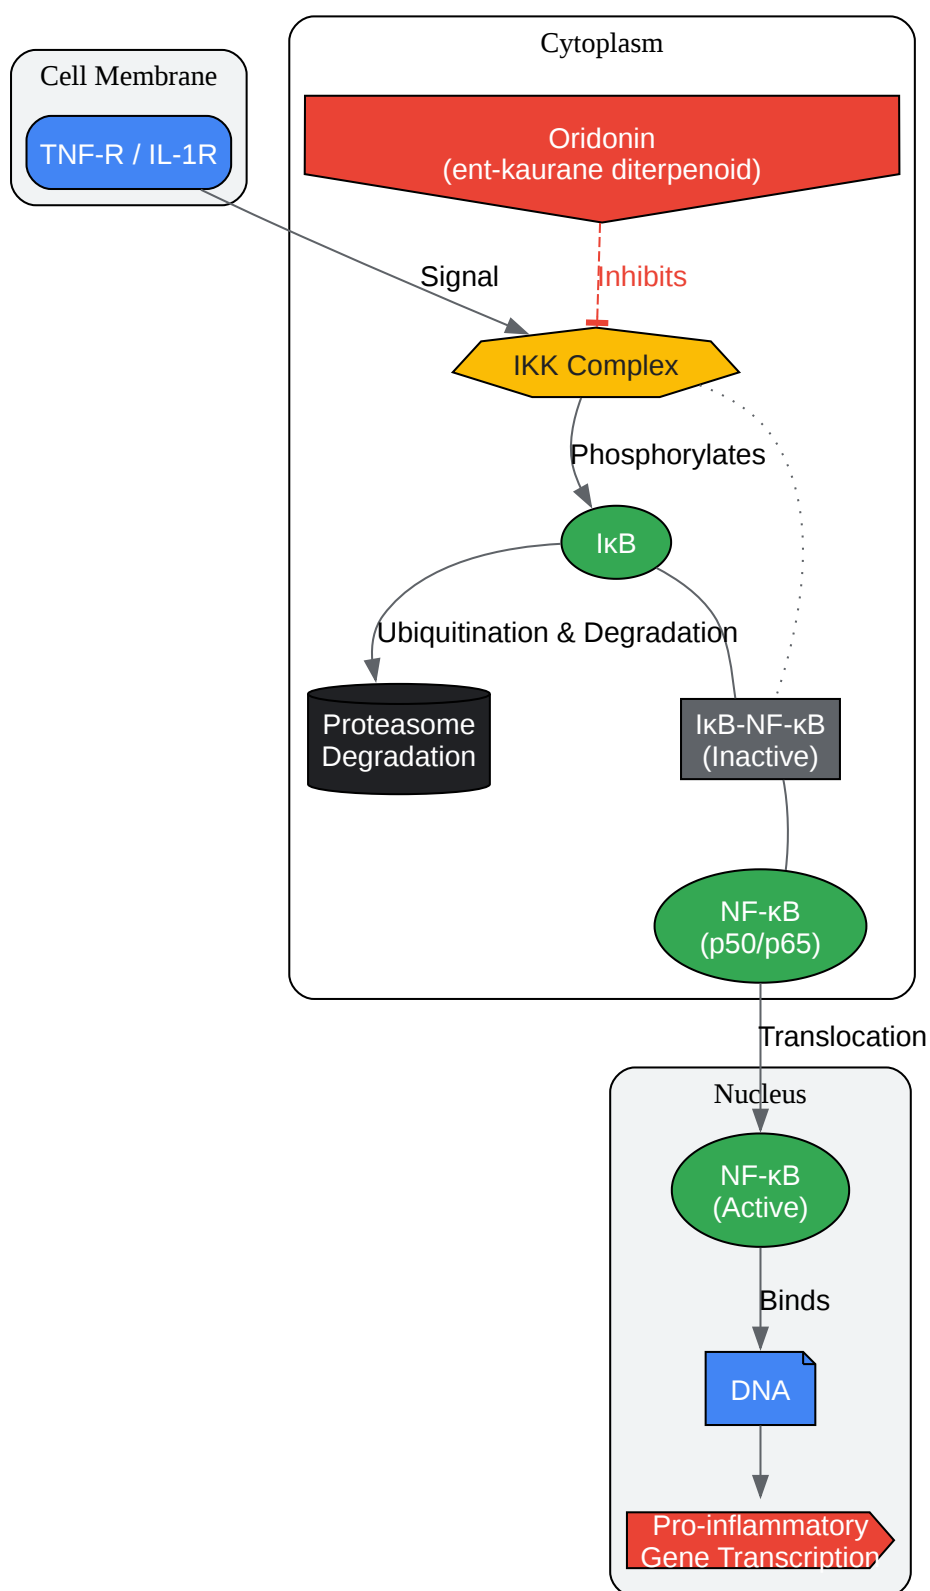 Cytoplasm
Cell Membrane
TNF-R / IL-1R
Oridonin
(ent-kaurane diterpenoid)
Signal
Inhibits
IKK Complex
Phosphorylates
IκB
Ubiquitination & Degradation
Proteasome
Degradation
IκB-NF-κB
(Inactive)
NF-κB
(p50/p65)
Translocation
Nucleus
NF-κB
(Active)
Binds
DNA
Pro-inflammatory
Gene Transcription